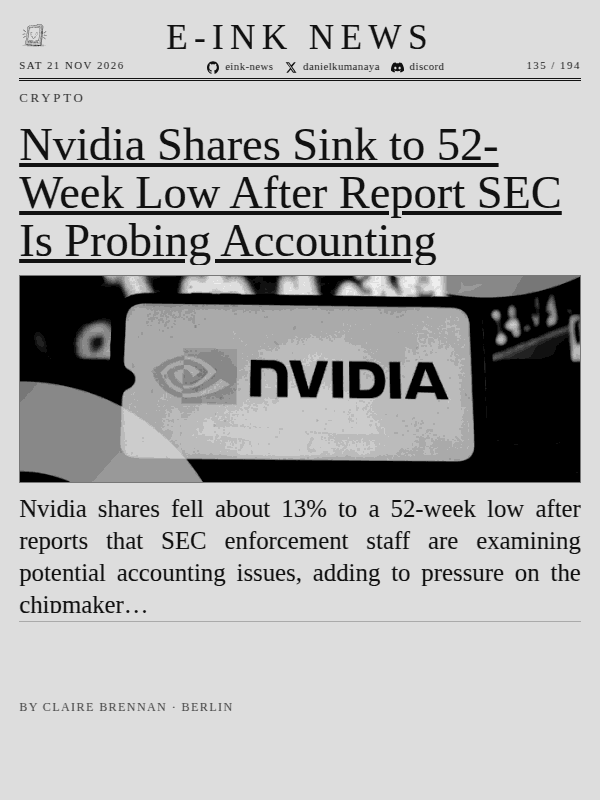 E-INK NEWS
SAT 21 NOV 2026
eink-news
danielkumanaya
discord
135 / 194
CRYPTO
Nvidia Shares Sink to 52-
Week Low After Report SEC
Is Probing Accounting
NVIDIA
Nvidia shares fell about 13% to a 52-week low after
reports that SEC enforcement staff are examining
potential accounting issues, adding to pressure on the
chipmaker…
BY CLAIRE BRENNAN · BERLIN